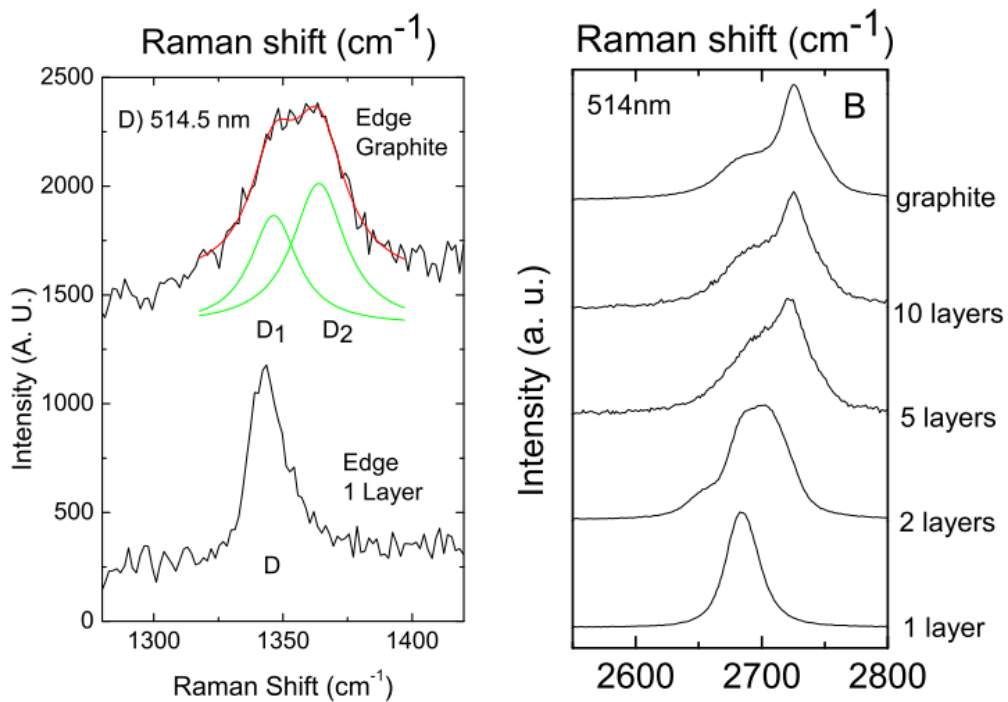 Raman shift (cm-1)
2500
2000
1500
1000
500
0
Intensity (A. U.)
D) 514.5 nm
Edge
Graphite
D1
D2
Edge
1 Layer
D
1300
1350
1400
Raman Shift (cm-1)
Raman shift (cm-1)
514nm
B
graphite
10 layers
5 layers
2 layers
1 layer
Intensity (a. u.)
2600
2700
2800